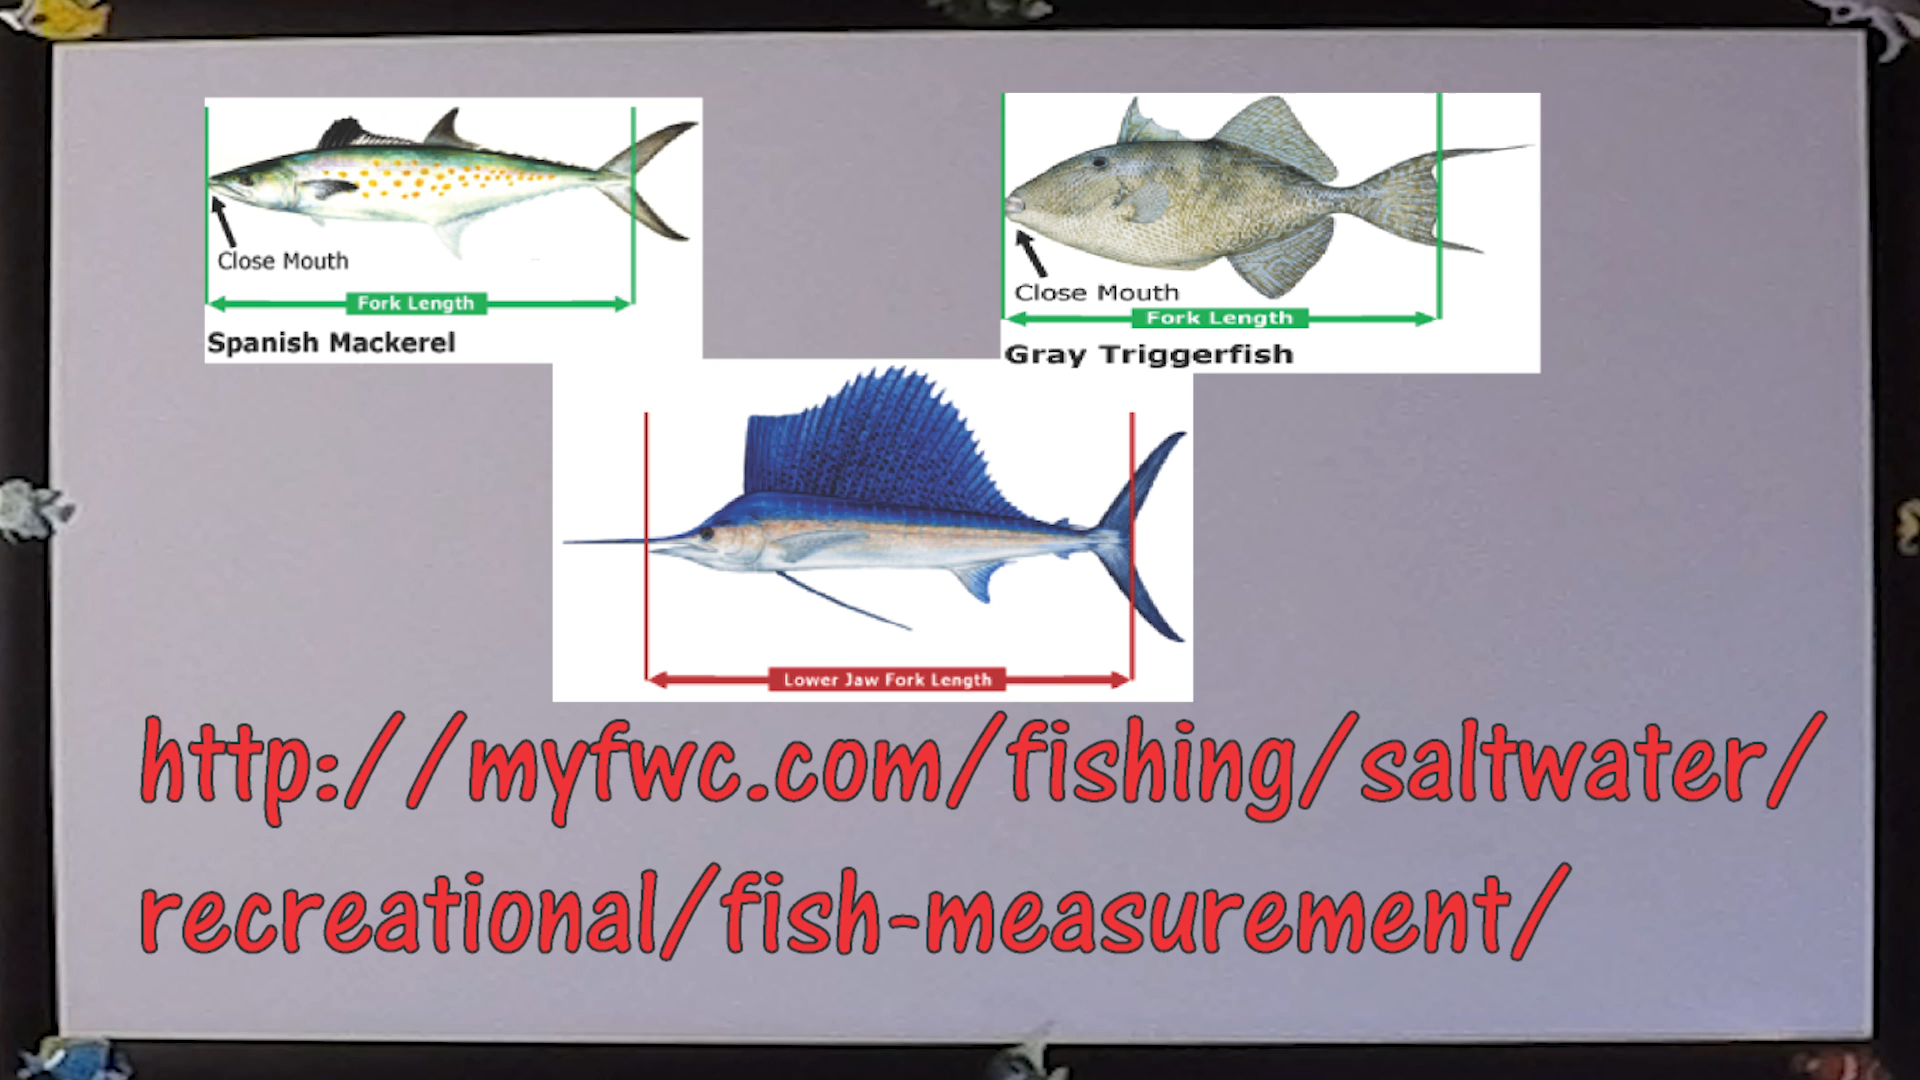 Close Mouth
Fork Length
Spanish Mackerel
Close Mouth
Fork Length
Gray Triggerfish
Lower Jaw Fork Length
http://myfwc.com/fishing/saltwater/
recreational/fish-measurement/